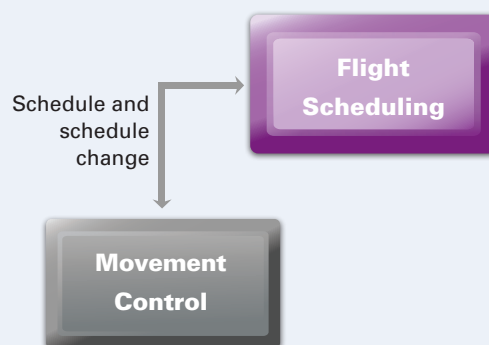 Flight
Scheduling
Schedule and
schedule
change
Movement
Control